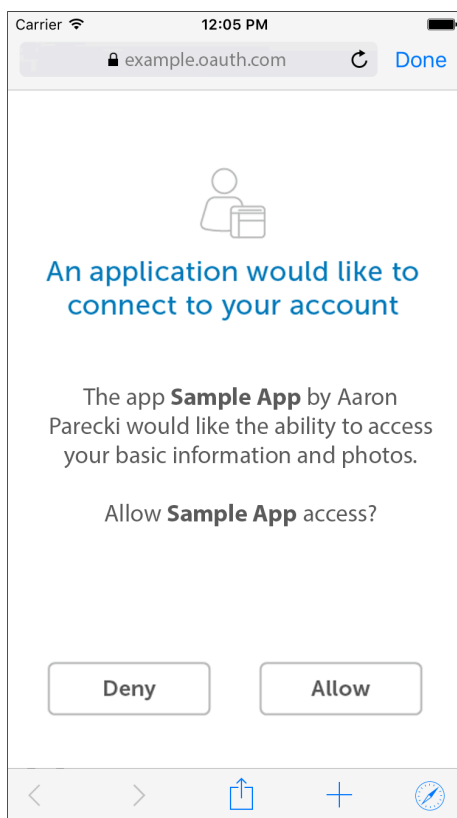 Carrier 12:05 PM
example.oauth.com Done
An application would like to
connect to your account
The app Sample App by Aaron
Parecki would like the ability to access
your basic information and photos.
Allow Sample App access?
Deny Allow